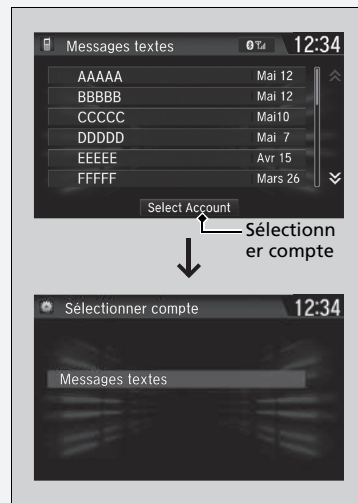 Messages textes 12:34
AAAAA Mai 12
BBBBB Mai 12
CCCCC Mai10
DDDDD Mai 7
EEEEE Avr 15
FFFFF Mars 26
Select Account
Sélectionn
er compte
Sélectionner compte 12:34
Messages textes